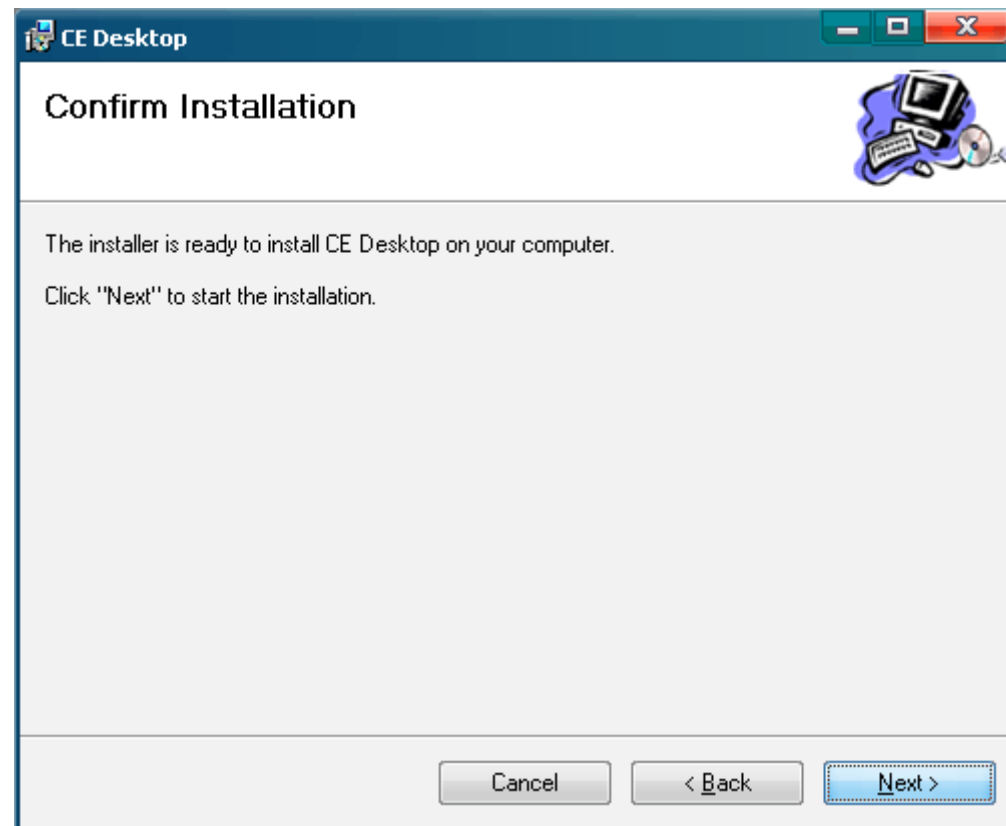 CE Desktop
Confirm Installation
The installer is ready to install CE Desktop on your computer.
Click "Next" to start the installation.
Cancel
< Back
Next >